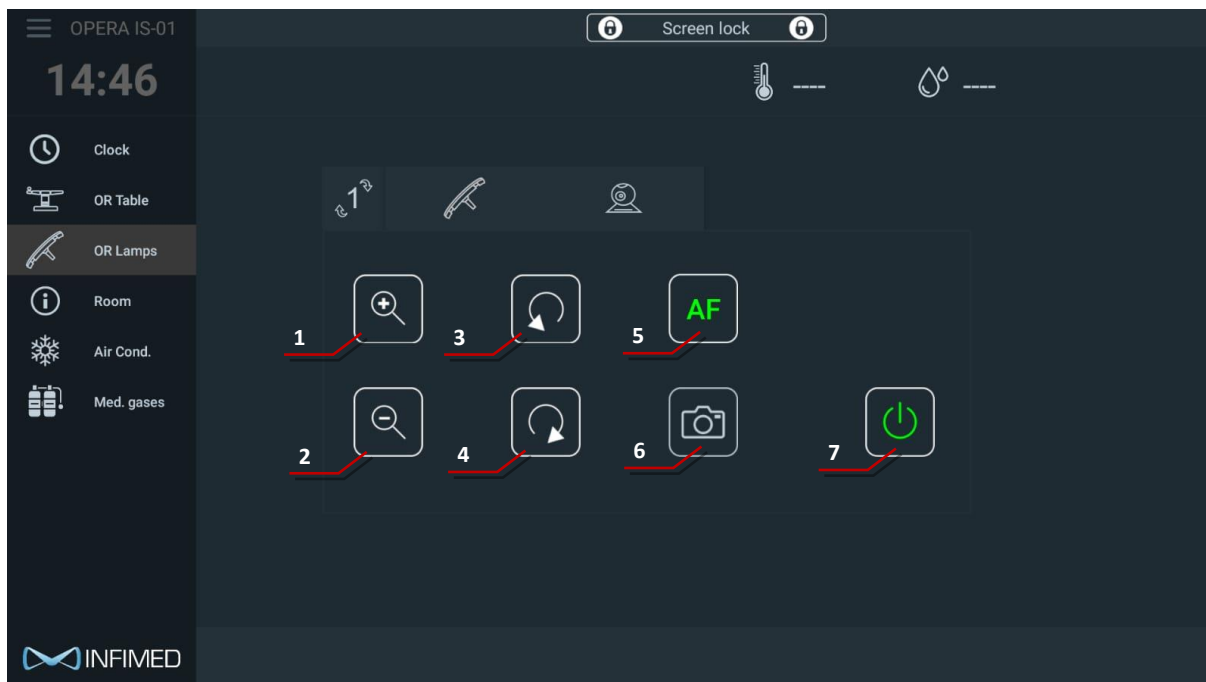 OPERA IS-01
Screen lock
14:46
---- ----
Clock
OR Table
OR Lamps
Room
Air Cond.
Med. gases
1
1
3
5
AF
2
4
6
7
INFIMED